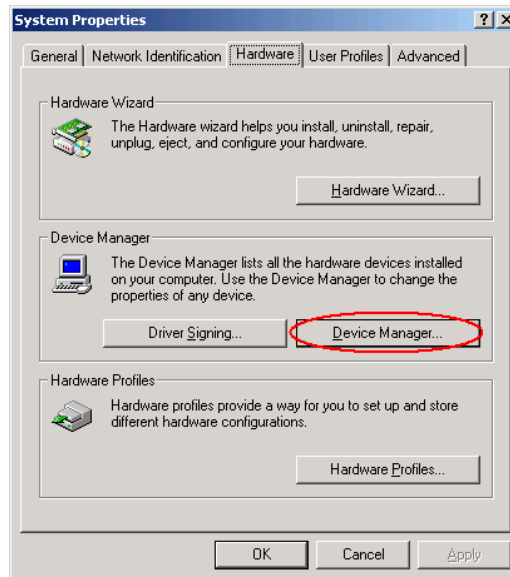 System Properties
General Network Identification Hardware User Profiles Advanced
Hardware Wizard
The Hardware wizard helps you install, uninstall, repair,
unplug, eject, and configure your hardware.
Hardware Wizard...
Device Manager
The Device Manager lists all the hardware devices installed
on your computer. Use the Device Manager to change the
properties of any device.
Driver Signing... Device Manager...
Hardware Profiles
Hardware profiles provide a way for you to set up and store
different hardware configurations.
Hardware Profiles...
OK Cancel Apply